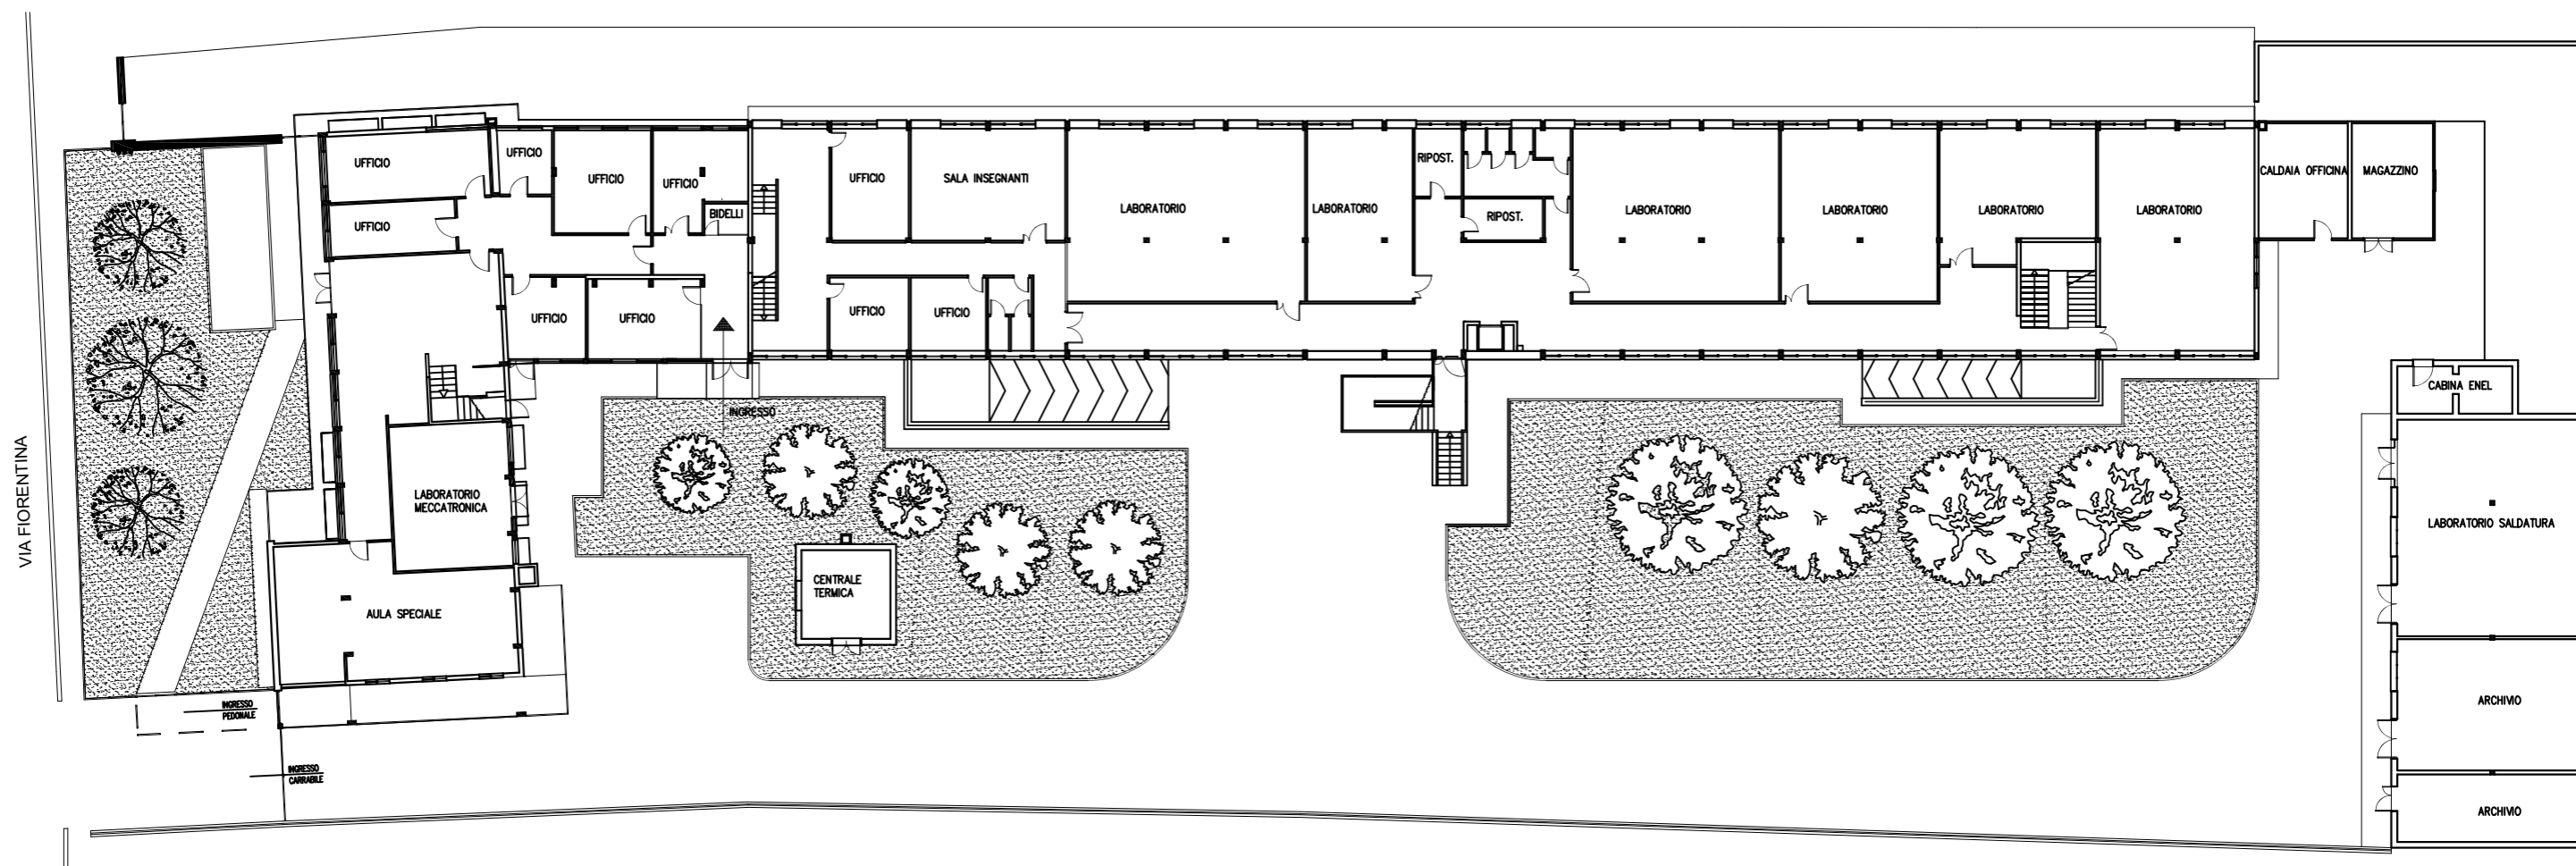 VIA FIORENTINA
UFFICIO
UFFICIO
UFFICIO
UFFICIO
UFFICIO
BIDELLI
UFFICIO
UFFICIO
UFFICIO
SALA INSEGNANTI
UFFICIO
UFFICIO
LABORATORIO
LABORATORIO
RIPOST.
RIPOST.
LABORATORIO
LABORATORIO
LABORATORIO
LABORATORIO
CALDAIA OFFICINA
MAGAZZINO
INGRESSO
CABINA ENEL
LABORATORIO
MECCATRONICA
LABORATORIO SALDATURA
CENTRALE
TERMICA
AULA SPECIALE
INGRESSO
PEDONALE
ARCHIVIO
INGRESSO
CARRABILE
ARCHIVIO